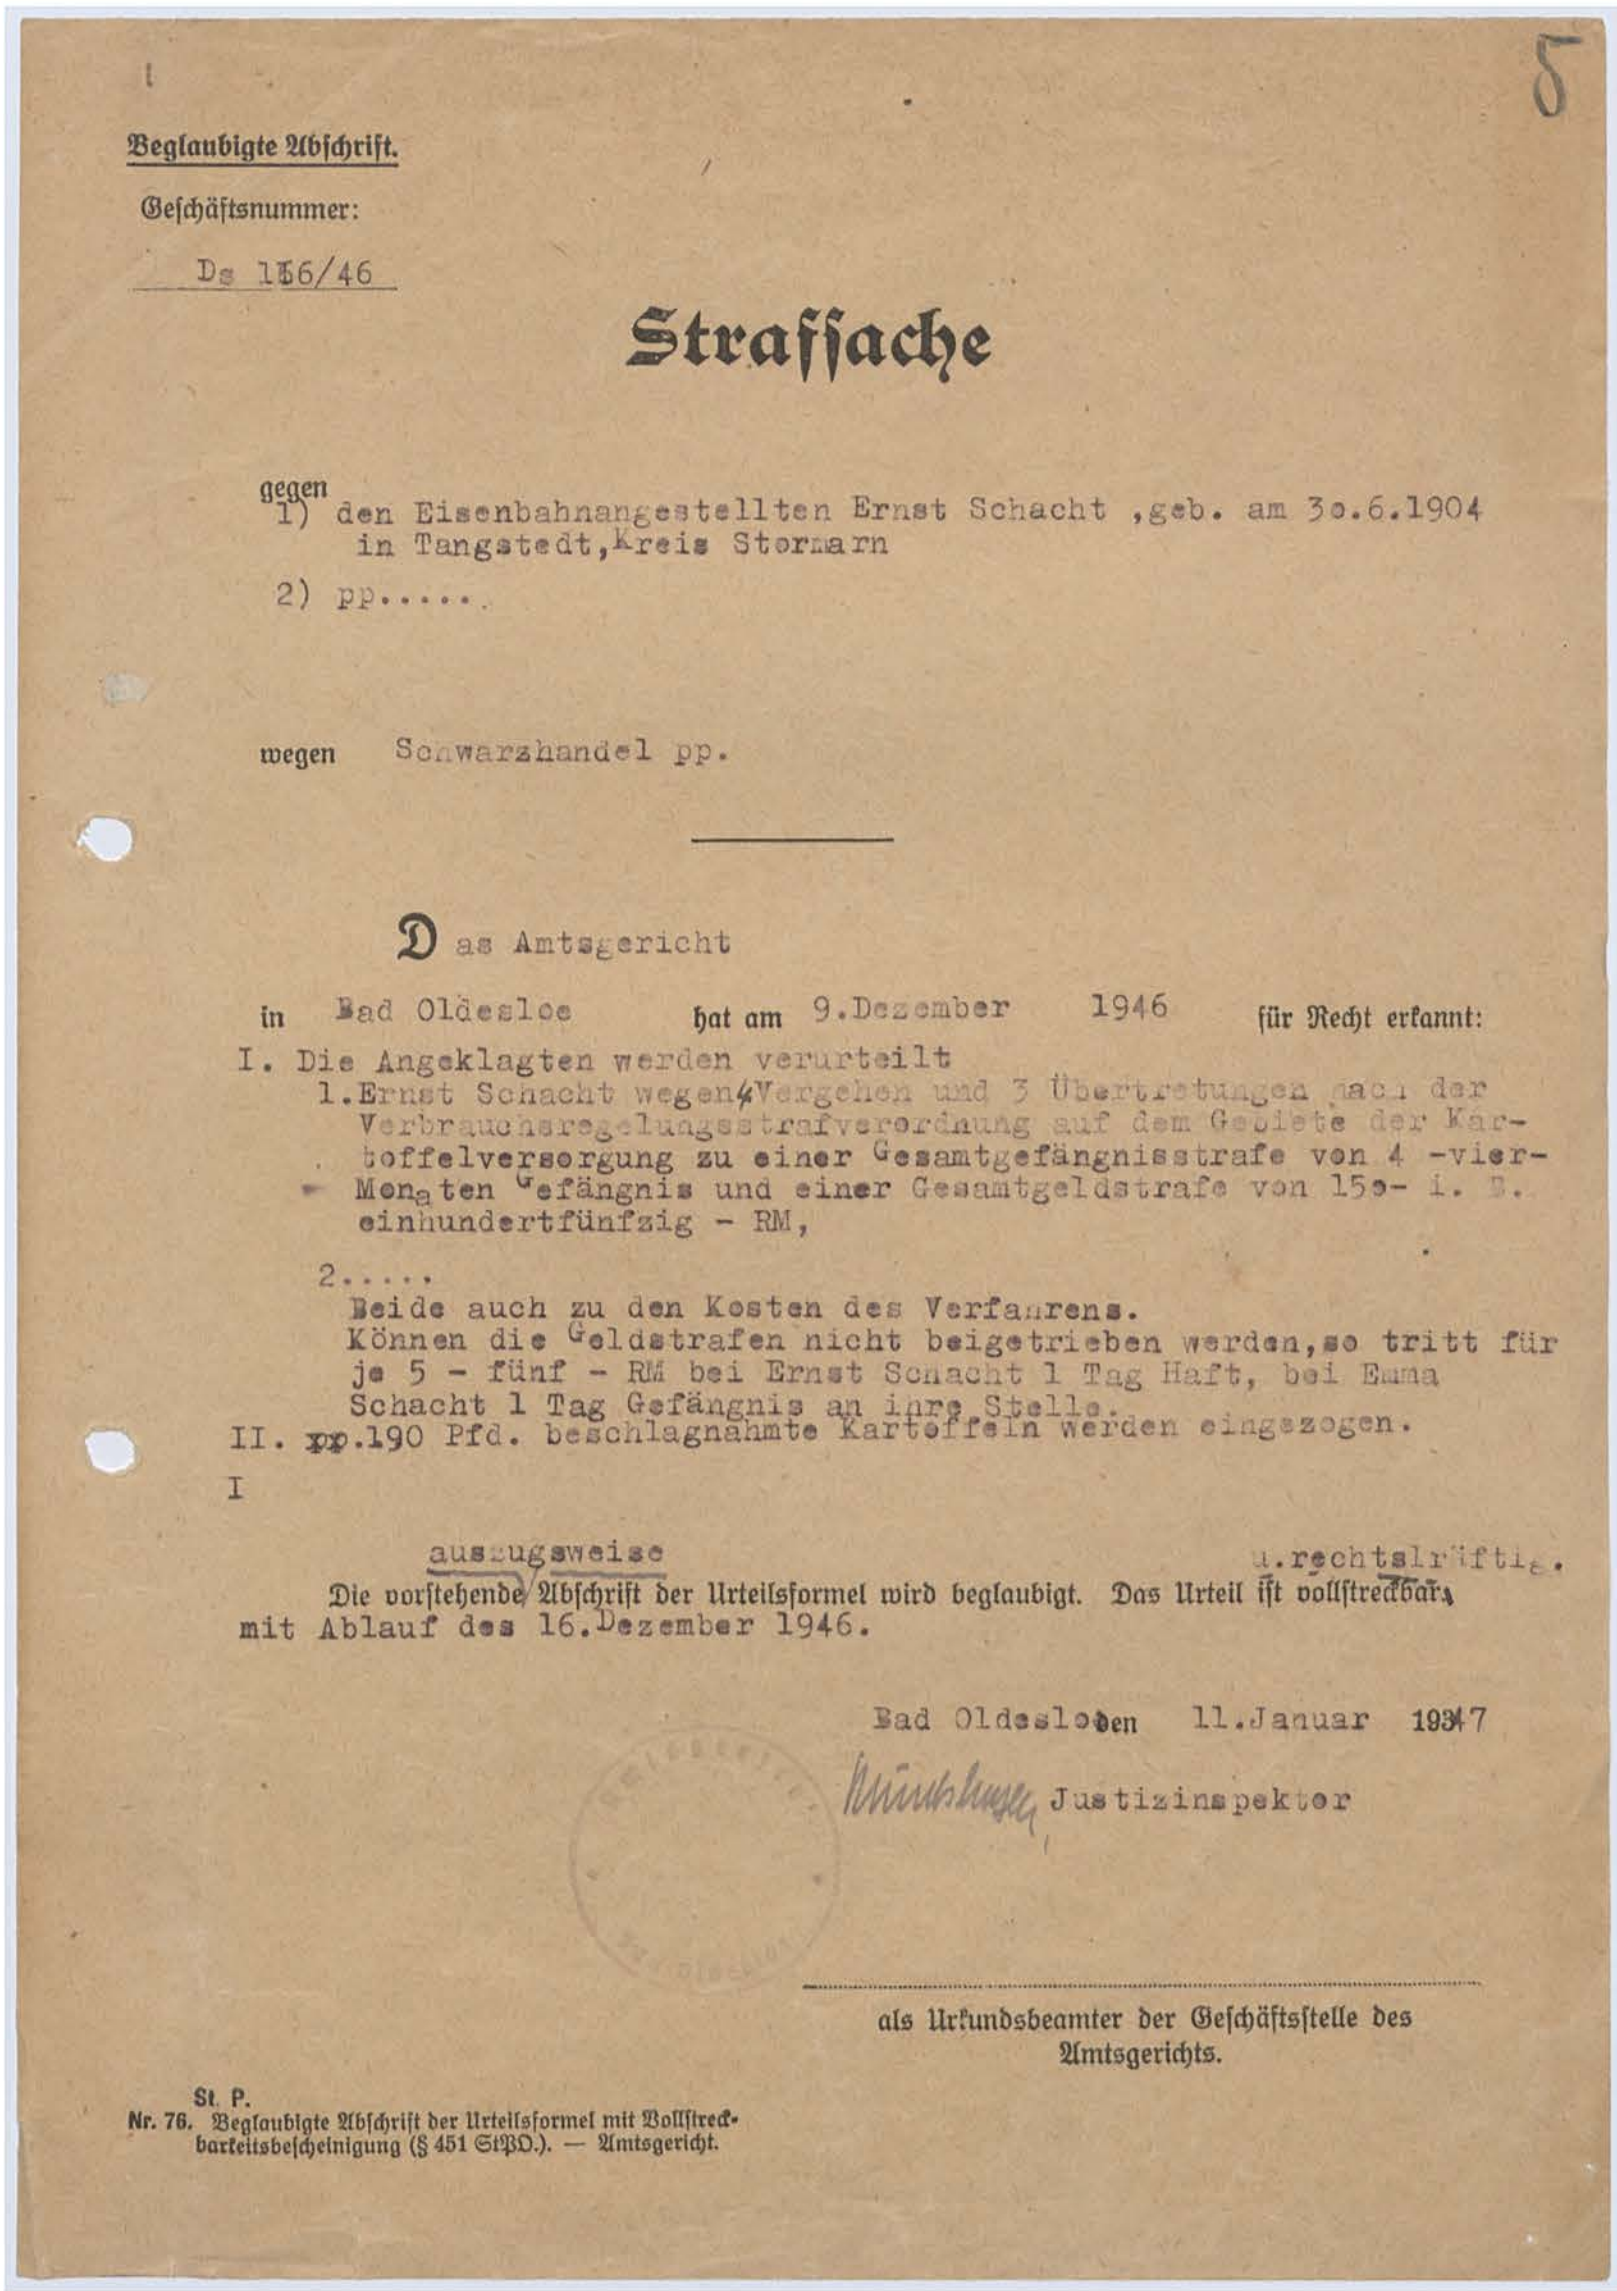 5
Beglaubigte Abschrift.
Geschäftsnummer:
Ds 116/46
Strafsache
gegen
1) den Eisenbahnangestellten Ernst Schacht ,geb. am 3o.6.1904
in Tangstedt,Kreis Stormarn
2) pp......
wegen Schwarzhandel pp.
Das Amtsgericht
in Bad Oldesloe hat am 9.Dezember 1946 für Recht erkannt:
I. Die Angeklagten werden verurteilt
1.Ernst Schacht wegen 4 Vergehen und 3 Übertretungen nach der
Verbrauchsregelungsstrafverordnung auf dem Gebiete der Kar-
toffelversorgung zu einer Gesamtgefängnisstrafe von 4 -vier-
Monaten Gefängnis und einer Gesamtgeldstrafe von 15o- i. B.
einhundertfünfzig - RM,
2.....
Beide auch zu den Kosten des Verfahrens.
Können die Geldstrafen nicht beigetrieben werden,so tritt für
je 5 - fünf - RM bei Ernst Schacht 1 Tag Haft, bei Emma
Schacht 1 Tag Gefängnis an ihre Stelle.
II. pp.190 Pfd. beschlagnahmte Kartoffeln werden eingezogen.
I
auszugsweise u.rechtskräftig.
Die vorstehende Abschrift der Urteilsformel wird beglaubigt. Das Urteil ist vollstreckbar.
mit Ablauf des 16.Dezember 1946.
Bad Oldesloe den 11.Januar 1947
Justizinspektor
als Urkundsbeamter der Geschäftsstelle des
Amtsgerichts.
St. P.
Nr. 76. Beglaubigte Abschrift der Urteilsformel mit Vollstreck-
barkeitsbescheinigung (§ 451 StPO.). — Amtsgericht.